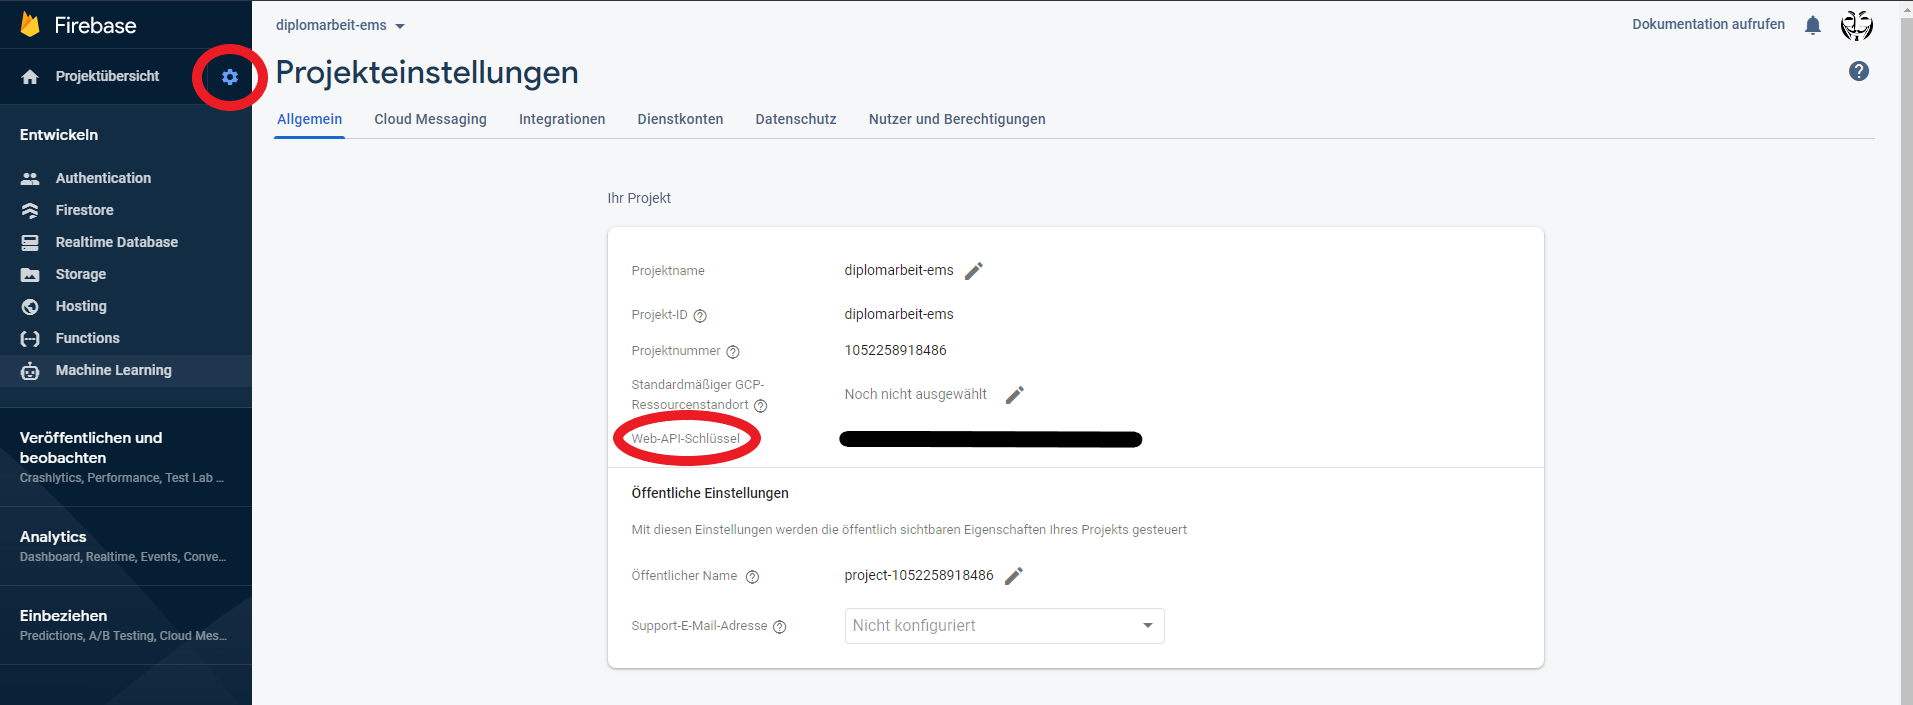 Firebase
Projektübersicht
Entwickeln
Authentication
Firestore
Realtime Database
Storage
Hosting
Functions
Machine Learning
Veröffentlichen und
beobachten
Crashlytics, Performance, Test Lab ...
Analytics
Dashboard, Realtime, Events, Conve...
Einbeziehen
Predictions, A/B Testing, Cloud Mes...
diplomarbeit-ems
Dokumentation aufrufen
Projekteinstellungen
Allgemein Cloud Messaging Integrationen Dienstkonten Datenschutz Nutzer und Berechtigungen
Ihr Projekt
Projektname diplomarbeit-ems
Projekt-ID diplomarbeit-ems
Projektnummer 1052258918486
Standardmäßiger GCP-
Ressourcenstandort Noch nicht ausgewählt
Web-API-Schlüssel
Öffentliche Einstellungen
Mit diesen Einstellungen werden die öffentlich sichtbaren Eigenschaften Ihres Projekts gesteuert
Öffentlicher Name project-1052258918486
Support-E-Mail-Adresse Nicht konfiguriert